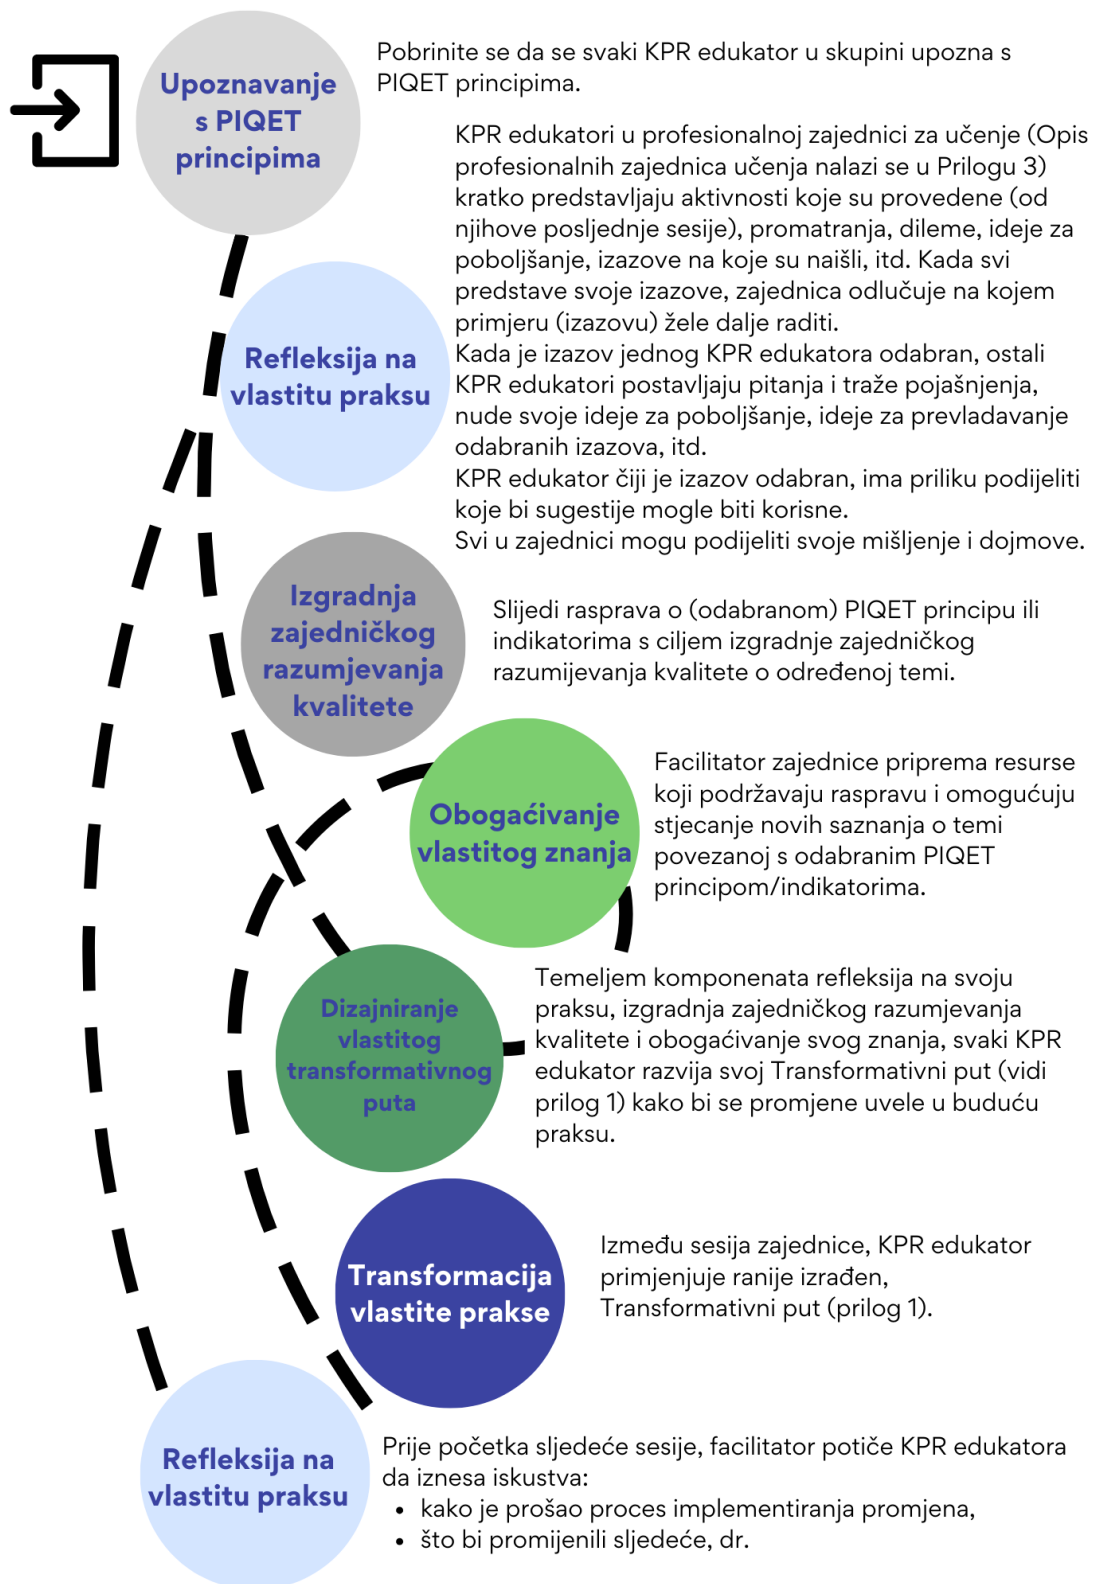 Upoznavanje
s PIQET
principima
Pobrinite se da se svaki KPR edukator u skupini upozna s
PIQET principima.
Refleksija na
vlastitu praksu
KPR edukatori u profesionalnoj zajednici za učenje (Opis
profesionalnih zajednica učenja nalazi se u Prilogu 3)
kratko predstavljaju aktivnosti koje su provedene (od
njihove posljednje sesije), promatranja, dileme, ideje za
poboljšanje, izazove na koje su naišli, itd. Kada svi
predstave svoje izazove, zajednica odlučuje na kojem
primjeru (izazovu) žele dalje raditi.
Kada je izazov jednog KPR edukatora odabran, ostali
KPR edukatori postavljaju pitanja i traže pojašnjenja,
nude svoje ideje za poboljšanje, ideje za prevladavanje
odabranih izazova, itd.
KPR edukator čiji je izazov odabran, ima priliku podijeliti
koje bi sugestije mogle biti korisne.
Svi u zajednici mogu podijeliti svoje mišljenje i dojmove.
Izgradnja
zajedničkog
razumjevanja
kvalitete
Slijedi rasprava o (odabranom) PIQET principu ili
indikatorima s ciljem izgradnje zajedničkog
razumijevanja kvalitete o određenoj temi.
Obogaćivanje
vlastitog znanja
Facilitator zajednice priprema resurse
koji podržavaju raspravu i omogućuju
stjecanje novih saznanja o temi
povezanoj s odabranim PIQET
principom/indikatorima.
Dizajniranje
vlastitog
transformativnog
puta
Temeljem komponenata refleksija na svoju
praksu, izgradnja zajedničkog razumjevanja
kvalitete i obogaćivanje svog znanja, svaki KPR
edukator razvija svoj Transformativni put (vidi
prilog 1) kako bi se promjene uvele u buduću
praksu.
Transformacija
vlastite prakse
Između sesija zajednice, KPR edukator
primjenjuje ranije izrađen,
Transformativni put (prilog 1).
Refleksija na
vlastitu praksu
Prije početka sljedeće sesije, facilitator potiče KPR edukatora
da iznesa iskustva:
• kako je prošao proces implementiranja promjena,
• što bi promijenili sljedeće, dr.